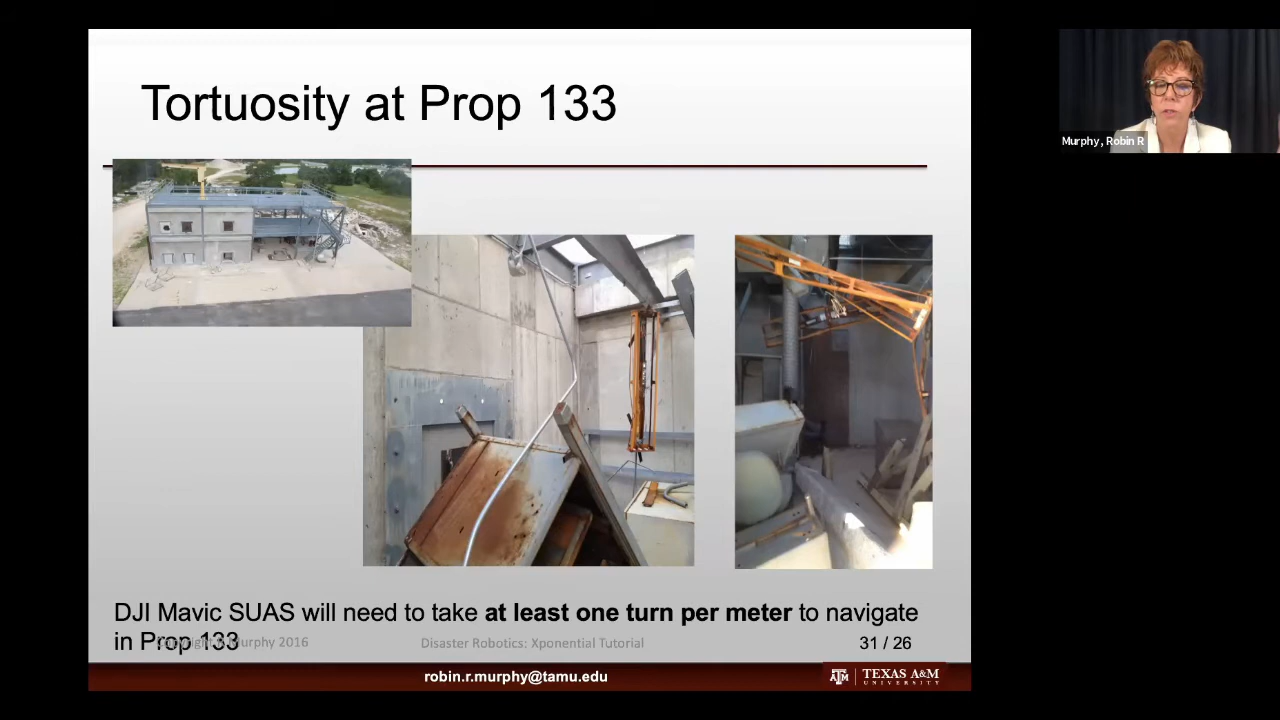 Tortuosity at Prop 133
Murphy, Robin R
DJI Mavic SUAS will need to take at least one turn per meter to navigate
in Prop 133
Murphy 2016
Disaster Robotics: Xponential Tutorial
31 / 26
robin.r.murphy@tamu.edu
ATM
TEXAS A&M
UNIVERSITY